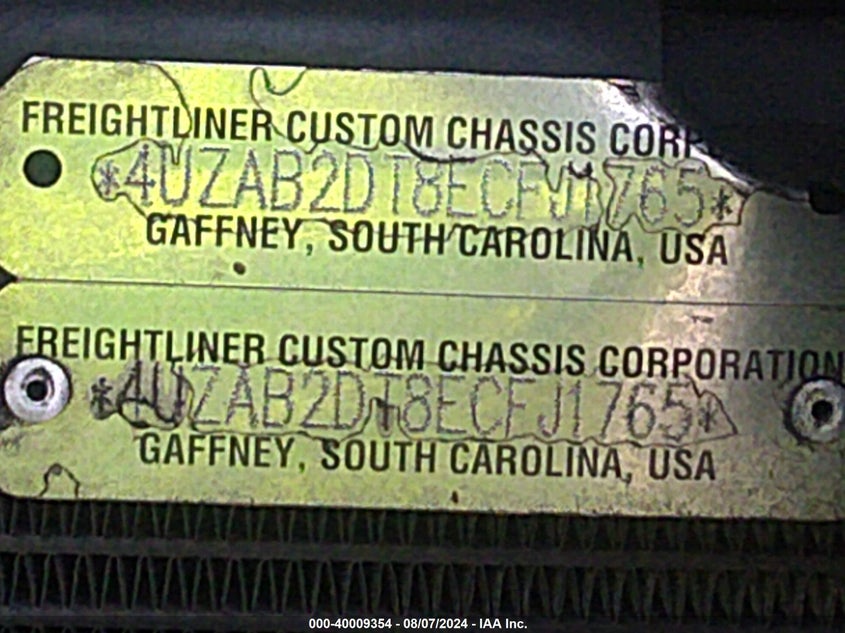 FREIGHTLINER CUSTOM CHASSIS CORP
*4UZAB2DT8ECFJ1765*
GAFFNEY, SOUTH CAROLINA, USA
FREIGHTLINER CUSTOM CHASSIS CORPORATION
*4UZAB2DT8ECFJ1765*
GAFFNEY, SOUTH CAROLINA, USA
000-40009354 - 08/07/2024 - IAA Inc.